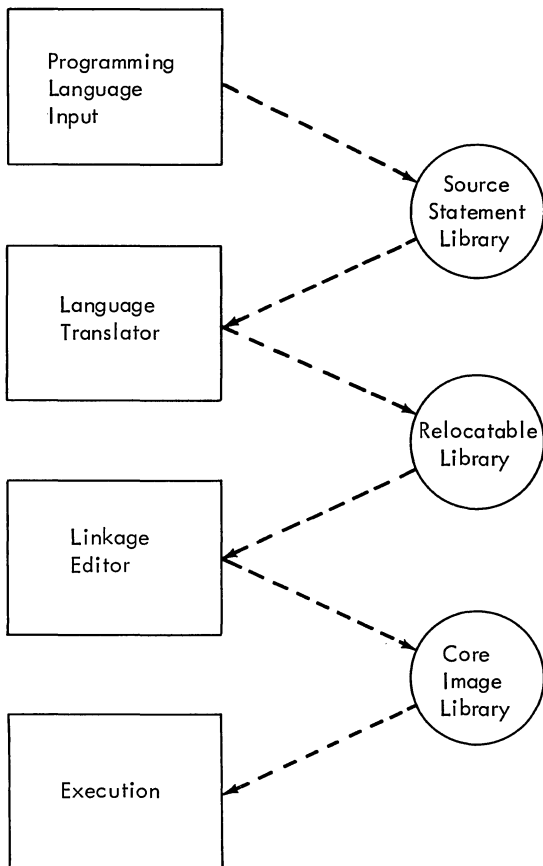 Programming
Language
Input
Source
Statement
Library
Language
Translator
Relocatable
Library
Linkage
Editor
Core
Image
Library
Execution